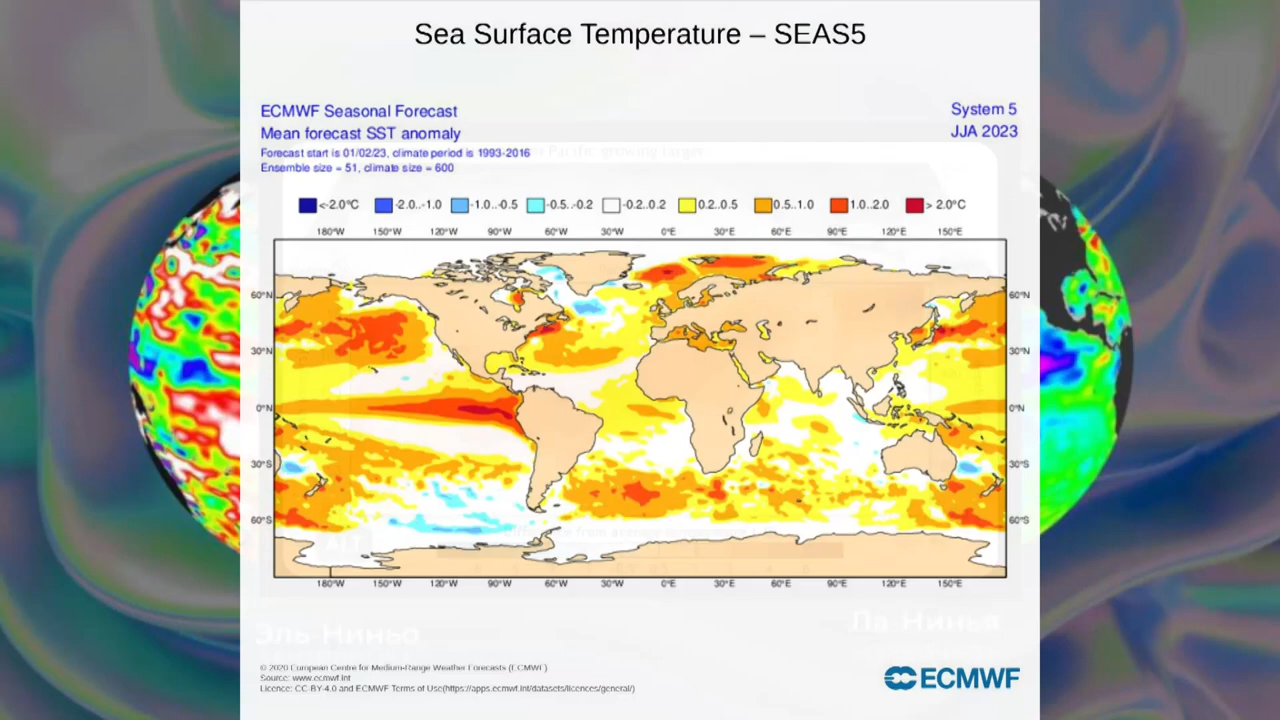 Sea Surface Temperature – SEAS5
ECMWF Seasonal Forecast
System 5
Mean forecast SST anomaly
JJA 2023
Forecast start is 01/02/23, climate period is 1993-2016
Pacific growing larger
Ensemble size = 51, climate size = 600
<-2.0°C -2.0..-1.0 -1.0..-0.5 -0.5..-0.2 -0.2..0.2 0.2..0.5 0.5..1.0 1.0..2.0 > 2.0°C
180°W 150°W 120°W 90°W 60°W 30°W 0°E 30°E 60°E 90°E 120°E 150°E
60°N 60°N
30°N 30°N
0°N 0°N
30°S 30°S
60°S 60°S
from average
ALT
180°W 150°W 120°W 90°W 60°W 30°W 0°E 30°E 60°E 90°E 120°E 150°E
Эль-Ниньо
Ла-Нинья
© 2020 European Centre for Medium-Range Weather Forecasts (ECMWF)
Source: www.ecmwf.int
Licence: CC-BY-4.0 and ECMWF Terms of Use(https://apps.ecmwf.int/datasets/licences/general/)
ECMWF